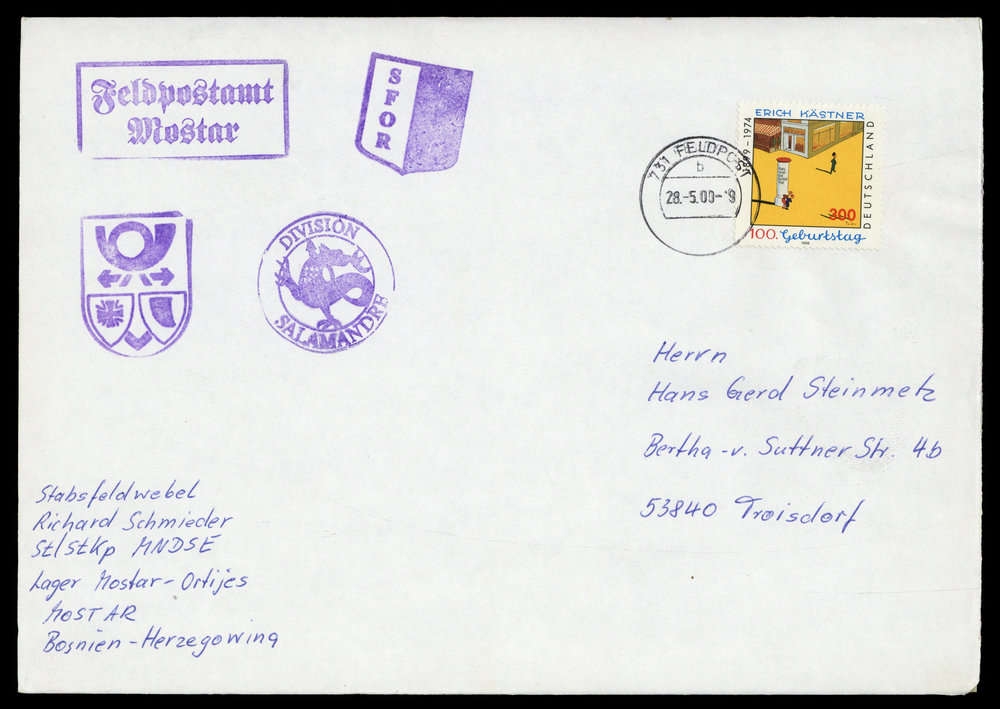 Feldpostamt
Mostar
SFOR
DIVISION
SALAMANDRE
731 FELDPOST
b
28.-5.00--9
ERICH KÄSTNER
1899-1974
DEUTSCHLAND
300
100. Geburtstag
Herrn
Hans Gerd Steinmetz
Bertha-v. Suttner Str. 4b
53840 Troisdorf
Stabsfeldwebel
Richard Schmieder
St/StKp MNDSE
Lager Mostar-Ortijes
MOSTAR
Bosnien-Herzegowina